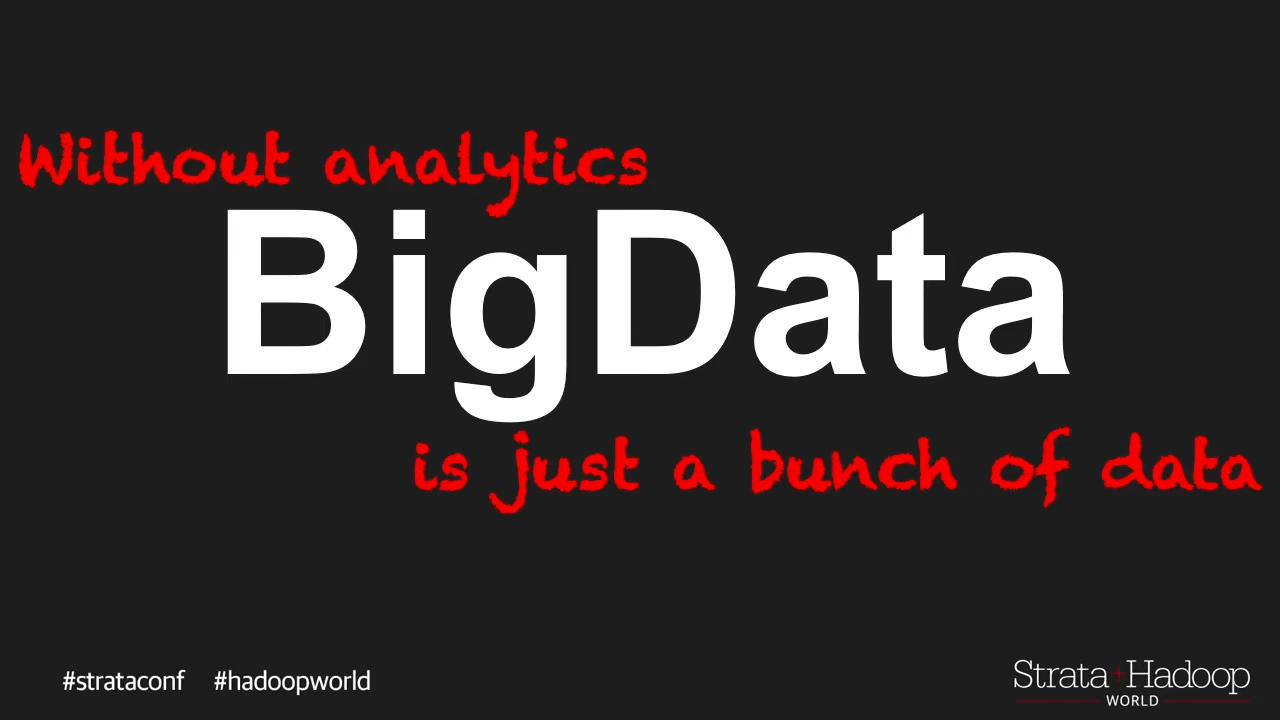 Without analytics
BigData
is just a bunch of data
#strataconf #hadoopworld
Strata+Hadoop
WORLD